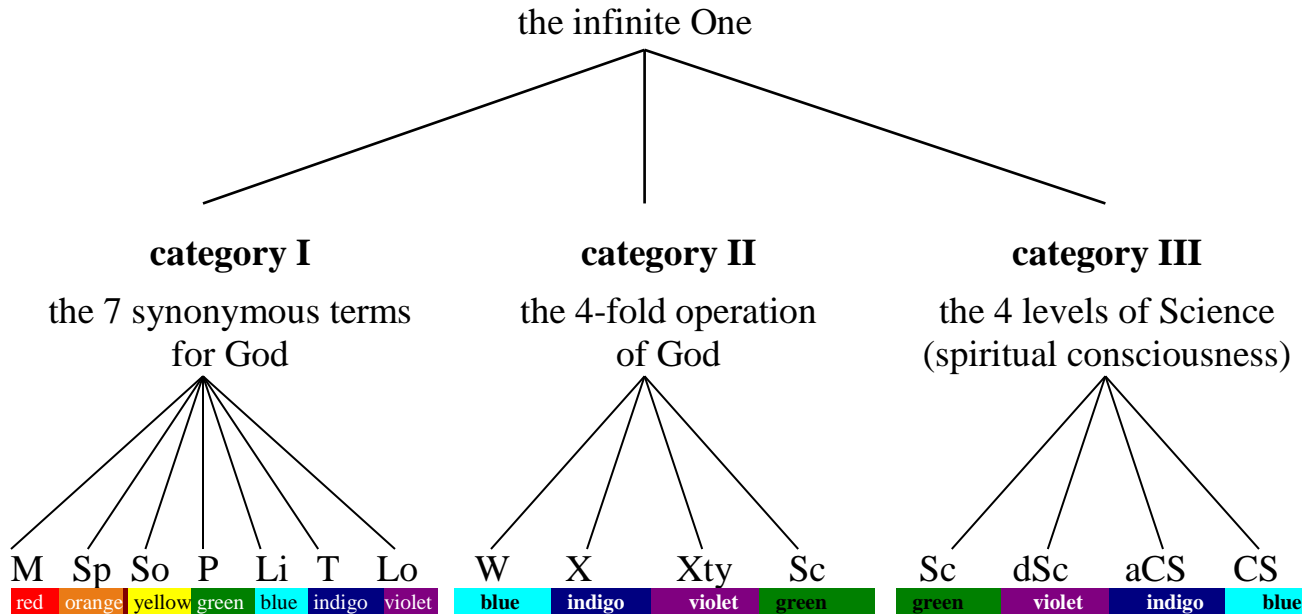 the infinite One
category I
category II
category III
the 7 synonymous terms
for God
the 4-fold operation
of God
the 4 levels of Science
(spiritual consciousness)
M Sp So P Li T Lo
W X Xty Sc
Sc dSc aCS CS
red orange yellow green blue indigo violet
blue indigo violet green
green violet indigo blue